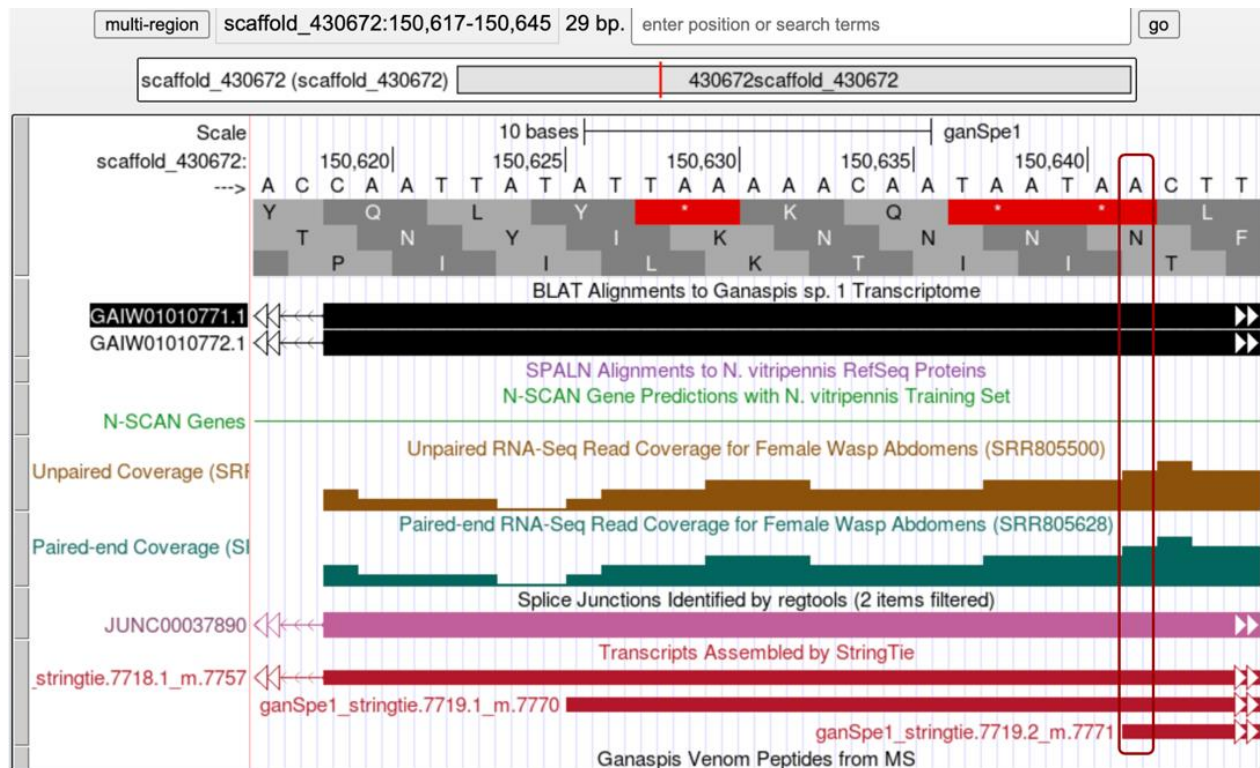 multi-region scaffold_430672:150,617-150,645 29 bp. enter position or search terms go
scaffold_430672 (scaffold_430672) 430672scaffold_430672
Scale 10 bases ganSpe1
scaffold_430672: 150,620 150,625 150,630 150,635 150,640
---> A C C A A T T A T A T T A A A A A C A A T A A T A A C T T
Y Q L Y * K Q * * L
T N Y I K N N N N F
P I I L K T I I T
BLAT Alignments to Ganaspis sp. 1 Transcriptome
GAIW01010771.1
GAIW01010772.1
SPALN Alignments to N. vitripennis RefSeq Proteins
N-SCAN Gene Predictions with N. vitripennis Training Set
N-SCAN Genes
Unpaired RNA-Seq Read Coverage for Female Wasp Abdomens (SRR805500)
Unpaired Coverage (SRR
Paired-end RNA-Seq Read Coverage for Female Wasp Abdomens (SRR805628)
Paired-end Coverage (SI
Splice Junctions Identified by regtools (2 items filtered)
JUNC00037890
Transcripts Assembled by StringTie
_stringtie.7718.1_m.7757
ganSpe1_stringtie.7719.1_m.7770
ganSpe1_stringtie.7719.2_m.7771
Ganaspis Venom Peptides from MS